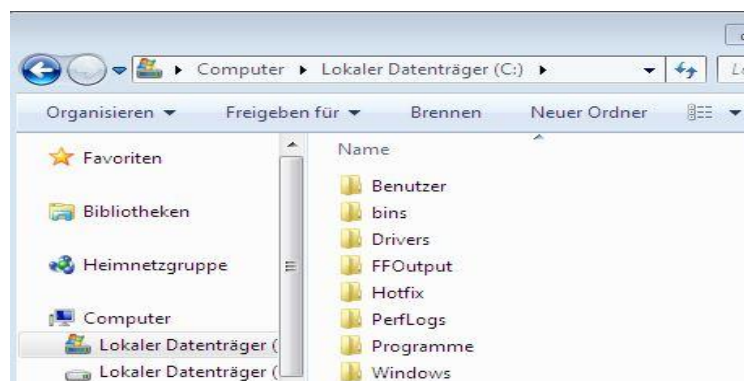 Computer Lokaler Datenträger (C:)
Organisieren Freigeben für Brennen Neuer Ordner
Favoriten
Bibliotheken
Heimnetzgruppe
Computer
Lokaler Datenträger (
Lokaler Datenträger (
Name
Benutzer
bins
Drivers
FFOutput
Hotfix
PerfLogs
Programme
Windows